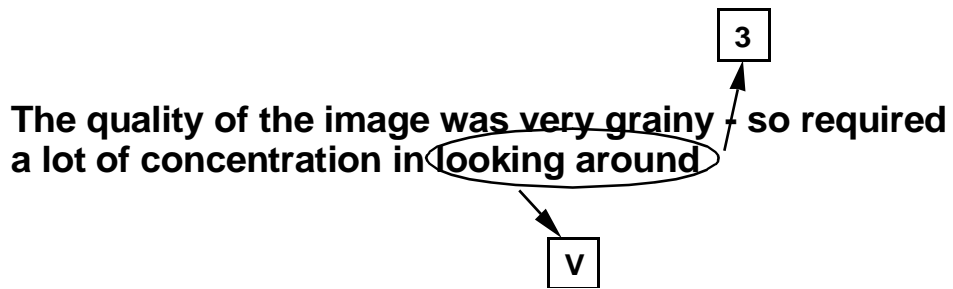 3
The quality of the image was very grainy - so required
a lot of concentration in looking around
V